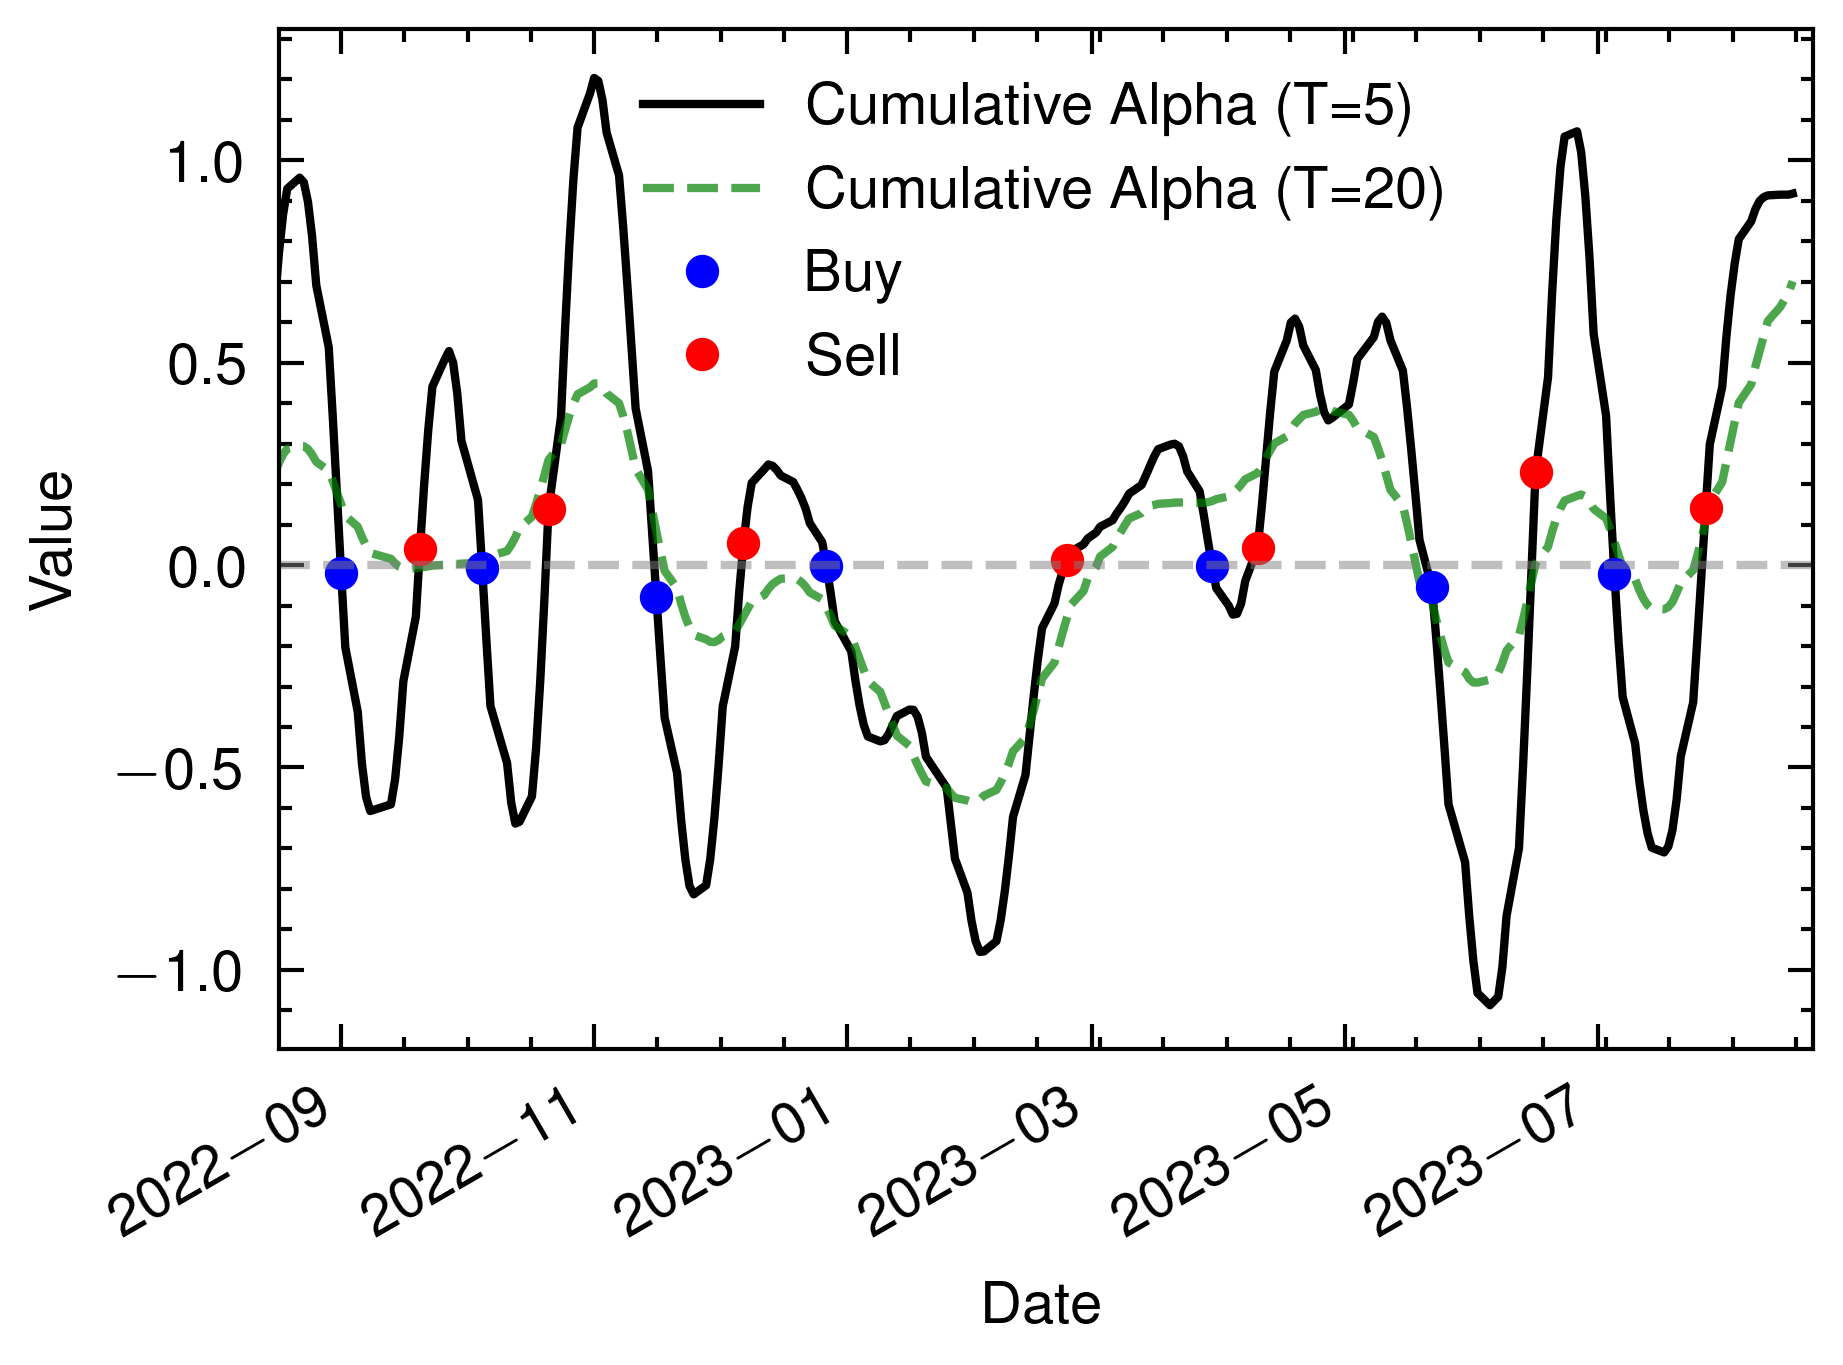 Cumulative Alpha (T=5)
Cumulative Alpha (T=20)
Buy
Sell
1.0
0.5
0.0
−0.5
−1.0
Value
2022−09
2022−11
2023−01
2023−03
2023−05
2023−07
Date